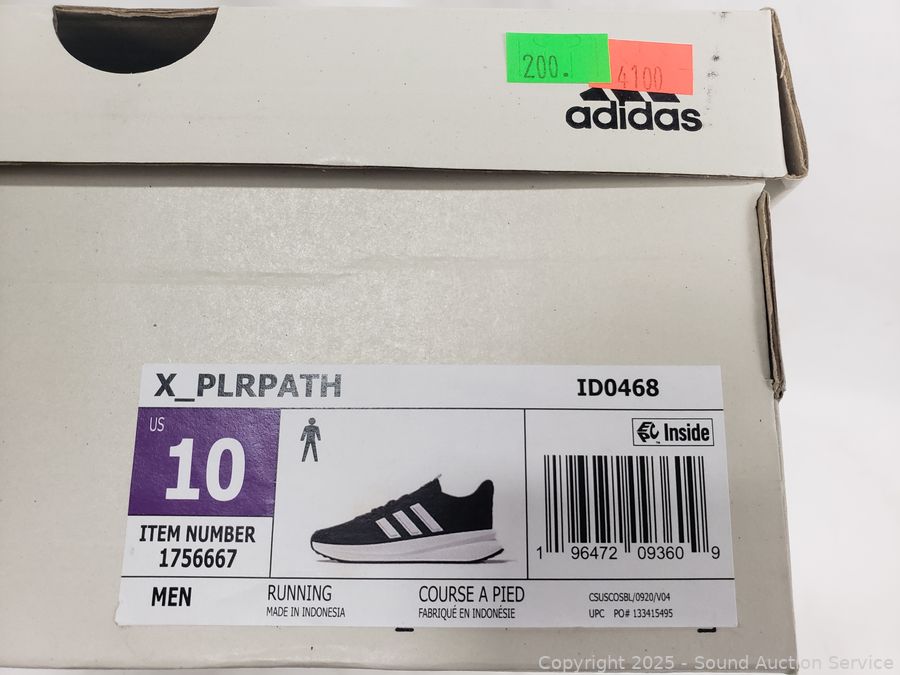 200.
4100
adidas
X_PLRPATH
ID0468
US
10
EPC Inside
ITEM NUMBER
1756667
1 96472 09360 9
MEN
RUNNING
MADE IN INDONESIA
COURSE A PIED
FABRIQUÉ EN INDONÉSIE
CSUSCOSBL/0920/V04
UPC PO# 133415495
Copyright 2025 - Sound Auction Service